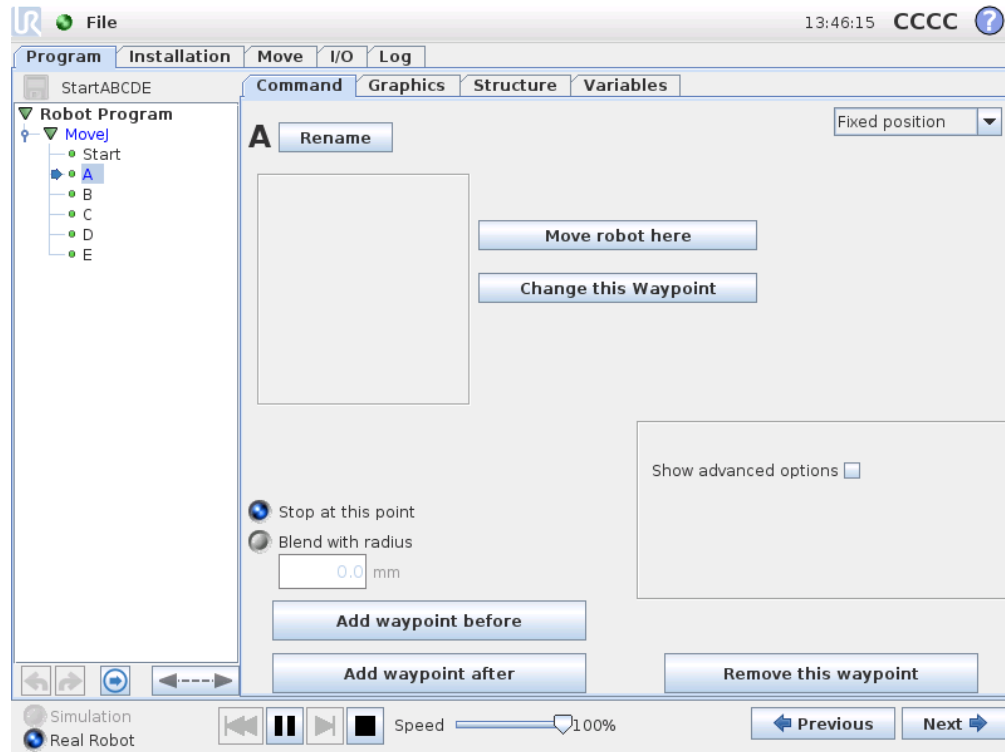 UR File 13:46:15 CCCC ?
Program Installation Move I/O Log
StartABCDE Command Graphics Structure Variables
Robot Program
MoveJ
Start
A
B
C
D
E
A Rename Fixed position
Move robot here
Change this Waypoint
Show advanced options
Stop at this point
Blend with radius
0.0 mm
Add waypoint before
Add waypoint after Remove this waypoint
Simulation
Real Robot
Speed 100% Previous Next